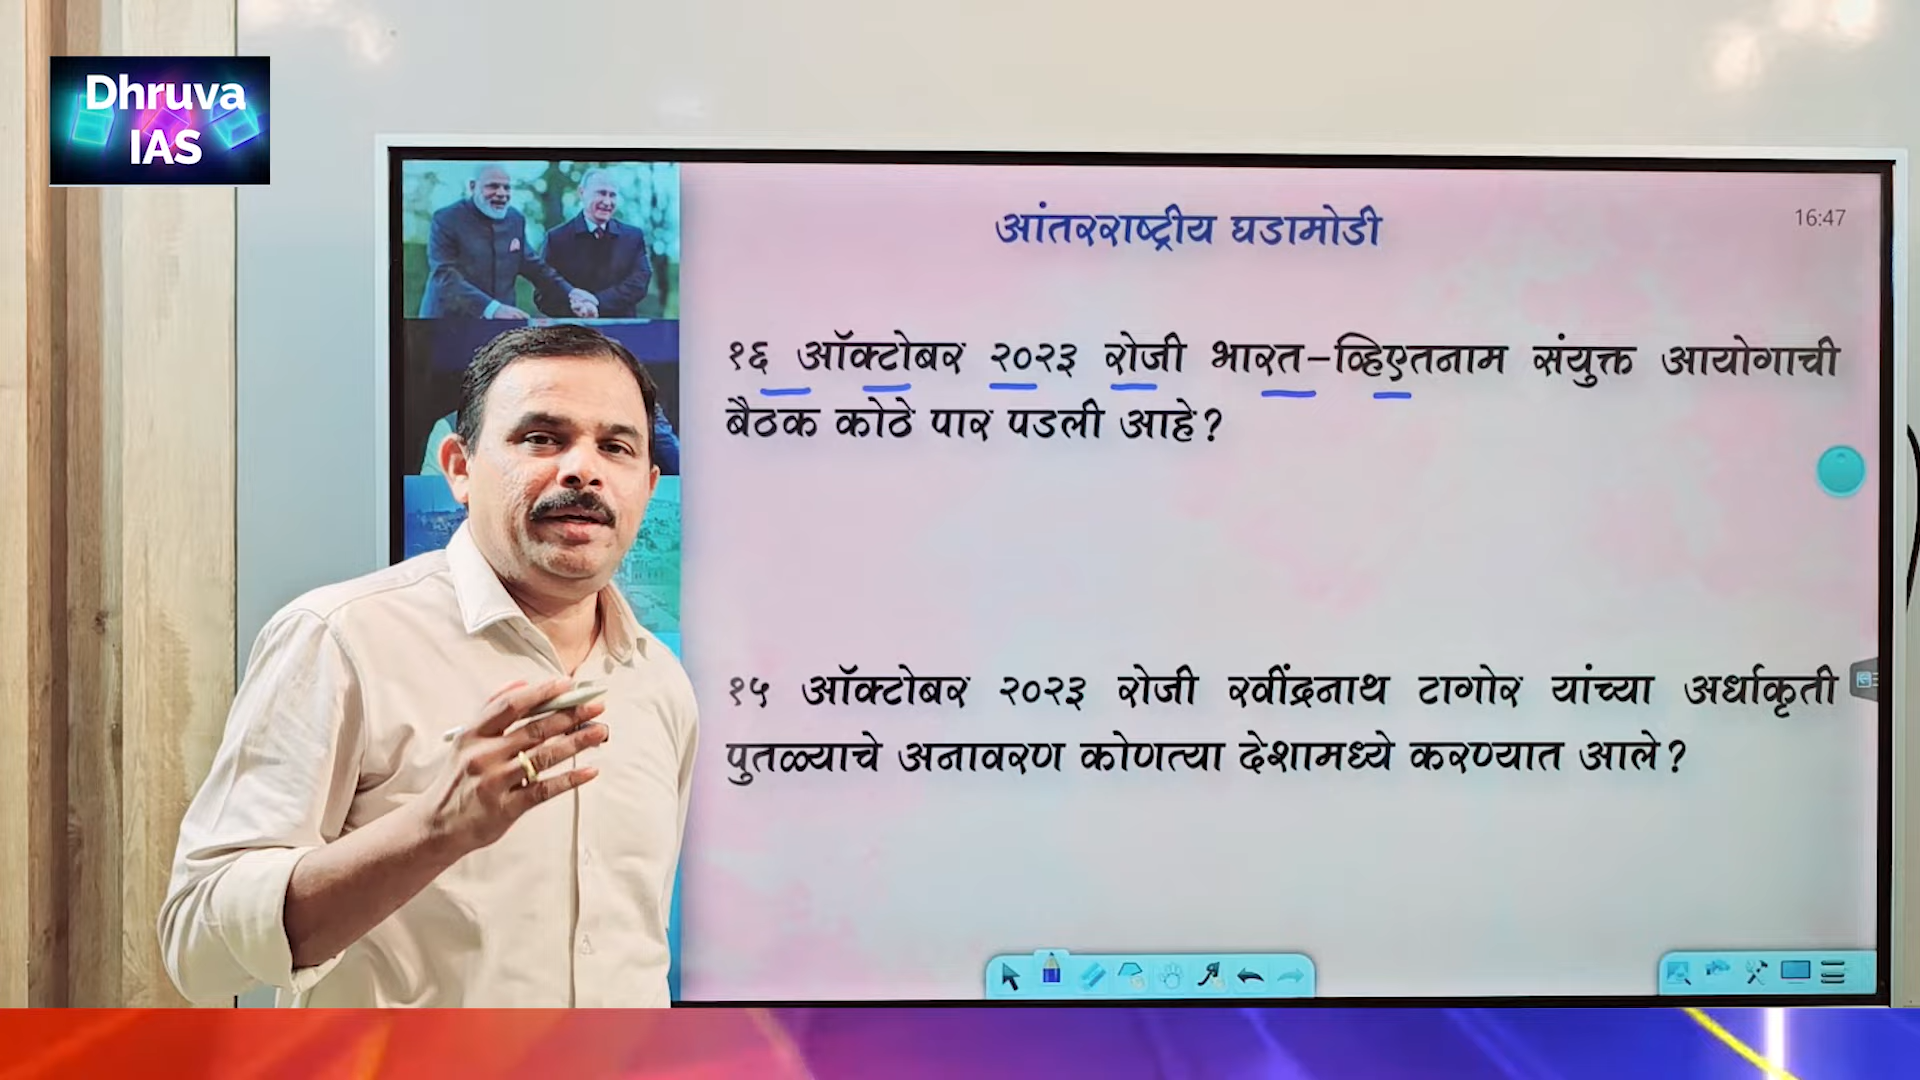 Dhruva
IAS
आंतरराष्ट्रीय घडामोडी
16:47
१६ ऑक्टोबर २०२३ रोजी भारत-व्हिएतनाम संयुक्त आयोगाची
बैठक कोठे पार पडली आहे?
१५ ऑक्टोबर २०२३ रोजी रवींद्रनाथ टागोर यांच्या अर्धाकृती
पुतळ्याचे अनावरण कोणत्या देशामध्ये करण्यात आले?